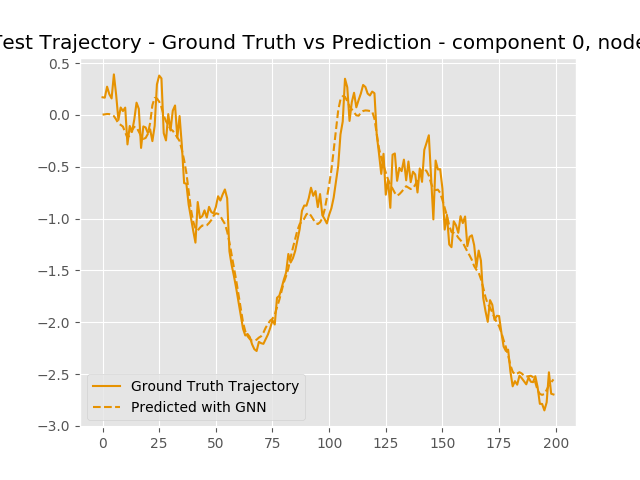 Test Trajectory - Ground Truth vs Prediction - component 0, node
0.5
0.0
−0.5
−1.0
−1.5
−2.0
−2.5
−3.0
Ground Truth Trajectory
Predicted with GNN
0 25 50 75 100 125 150 175 200